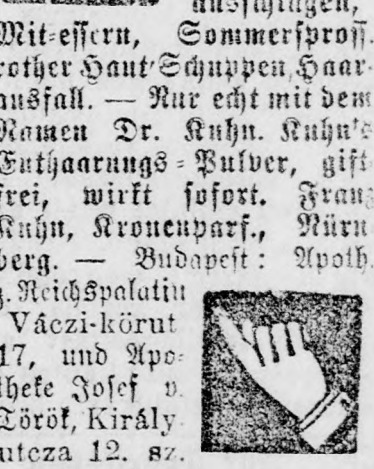 ausschlägen,
Mit-essern, Sommerspross.
rother Haut-Schuppen, Haar-
ausfall. — Nur echt mit dem
Namen Dr. Kuhn. Kuhn's
Enthaarungs-Pulver, gift-
frei, wirkt sofort. Franz
Kuhn, Kronenparf., Nürn-
berg. — Budapest: Apoth.
z. Reichspalatin
Váczi-körut
17, und Apo-
theke Josef v.
Török, Király-
utcza 12. sz.